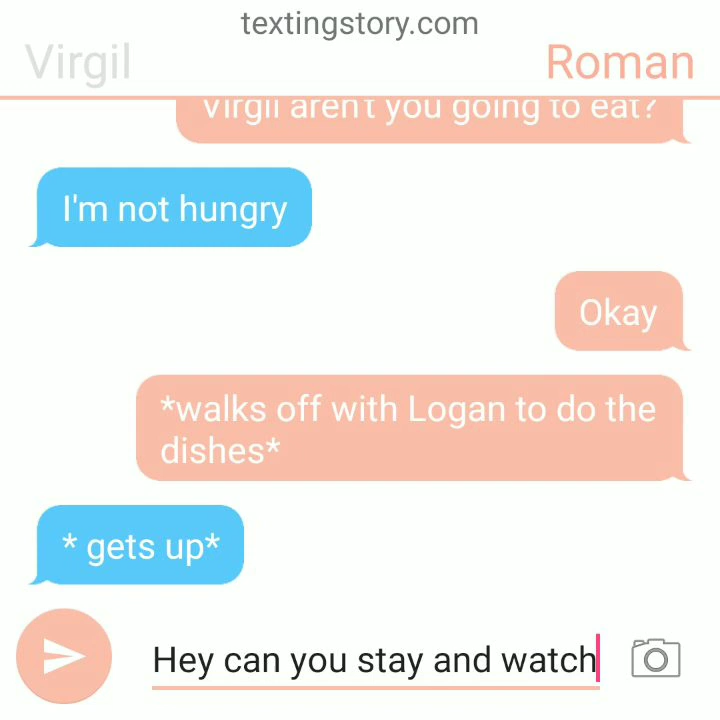 textingstory.com
Virgil
Roman
Virgil aren't you going to eat?
I'm not hungry
Okay
*walks off with Logan to do the
dishes*
* gets up*
Hey can you stay and watch